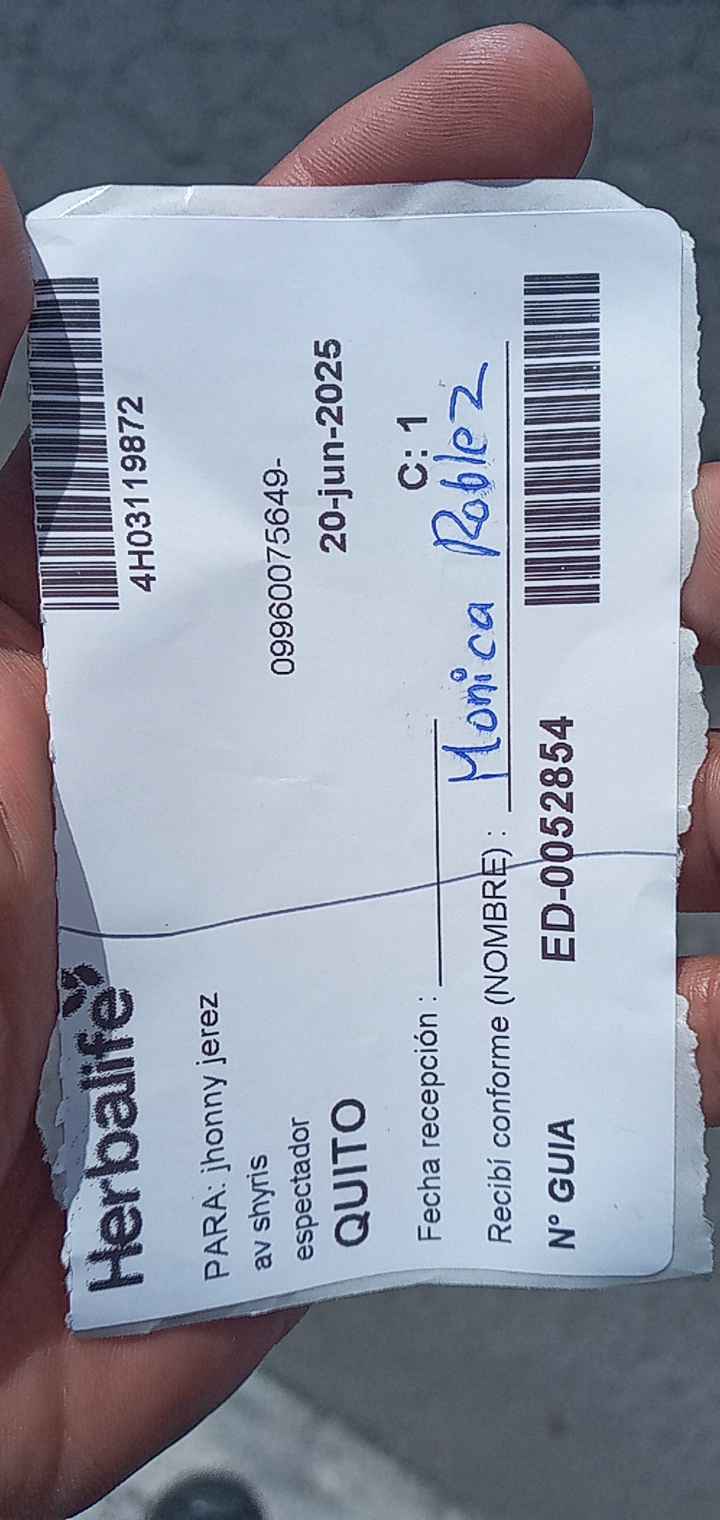 Herbalife
4H03119872
PARA: jhonny jerez
av shyris
09960075649-
espectador
QUITO
20-jun-2025
C: 1
Fecha recepción :
Recibí conforme (NOMBRE) : Monica Roblez
N° GUIA
ED-0052854